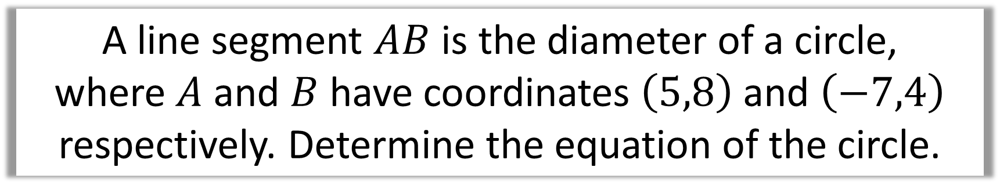 A line segment AB is the diameter of a circle,
where A and B have coordinates (5,8) and (−7,4)
respectively. Determine the equation of the circle.